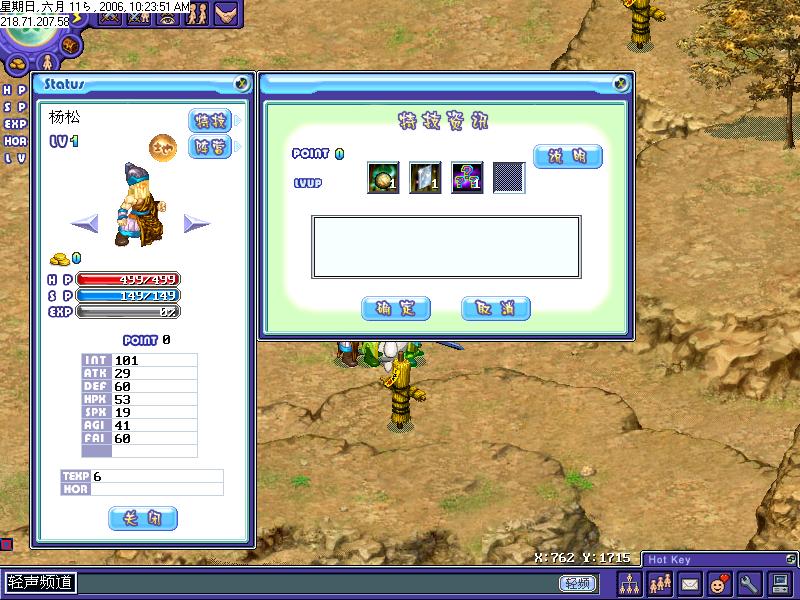 星期日, 六月 11ㄣ, 2006, 10:23:51 AM
218.71.207.58
H P
S P
EXP
HOR
L V
Status
杨松
特技
LV1
地
阵营
0
H P 499/499
S P 149/149
EXP 0%
POINT 0
INT 101
ATK 29
DEF 60
HPX 53
SPX 19
AGI 41
FAI 60
TEXP 6
HOR
关闭
特技资讯
POINT 0
说明
LVUP
1
1
1
确定
取消
X:762 Y:1715
Hot Key
轻声频道
轻频